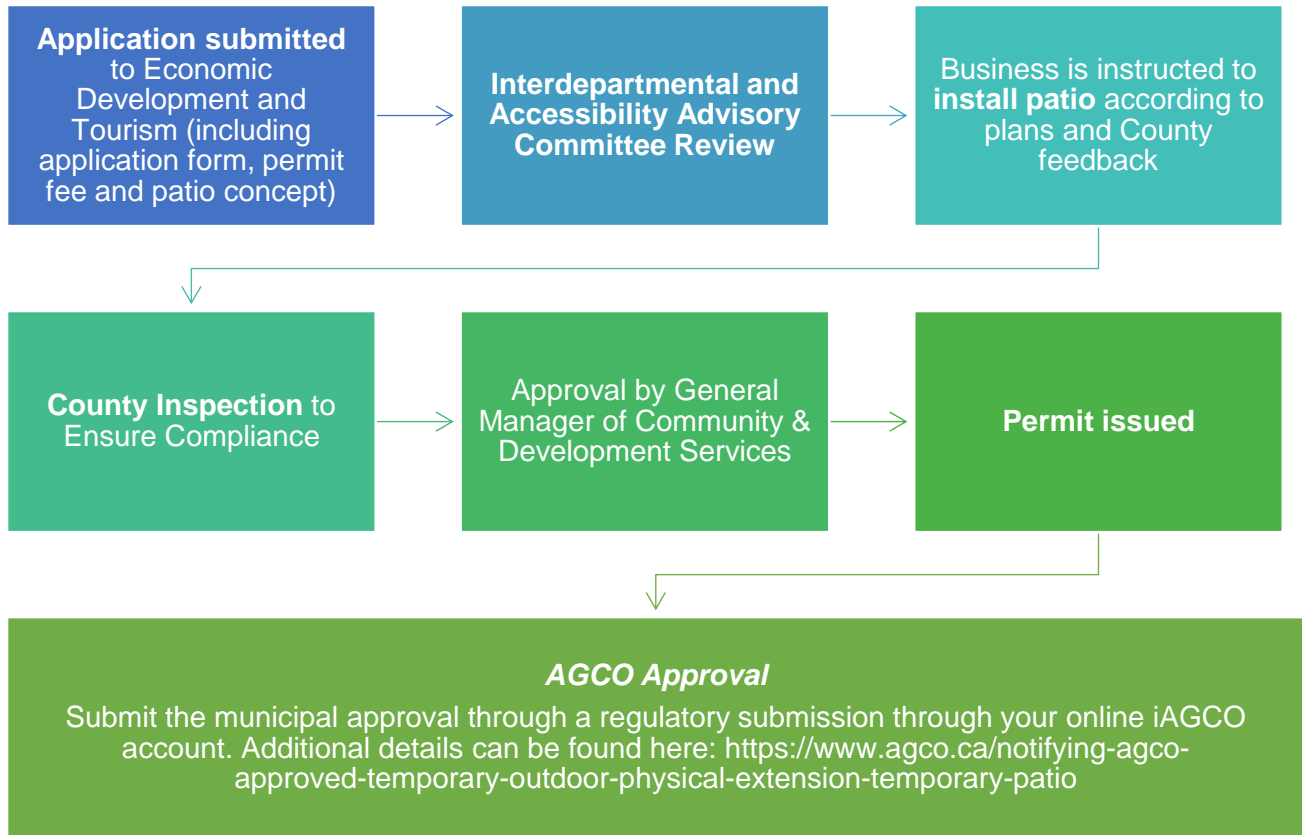 Application submitted
to Economic
Development and
Tourism (including
application form, permit
fee and patio concept)
Interdepartmental and
Accessibility Advisory
Committee Review
Business is instructed to
install patio according to
plans and County
feedback
County Inspection to
Ensure Compliance
Approval by General
Manager of Community &
Development Services
Permit issued
AGCO Approval
Submit the municipal approval through a regulatory submission through your online iAGCO
account. Additional details can be found here: https://www.agco.ca/notifying-agco-
approved-temporary-outdoor-physical-extension-temporary-patio